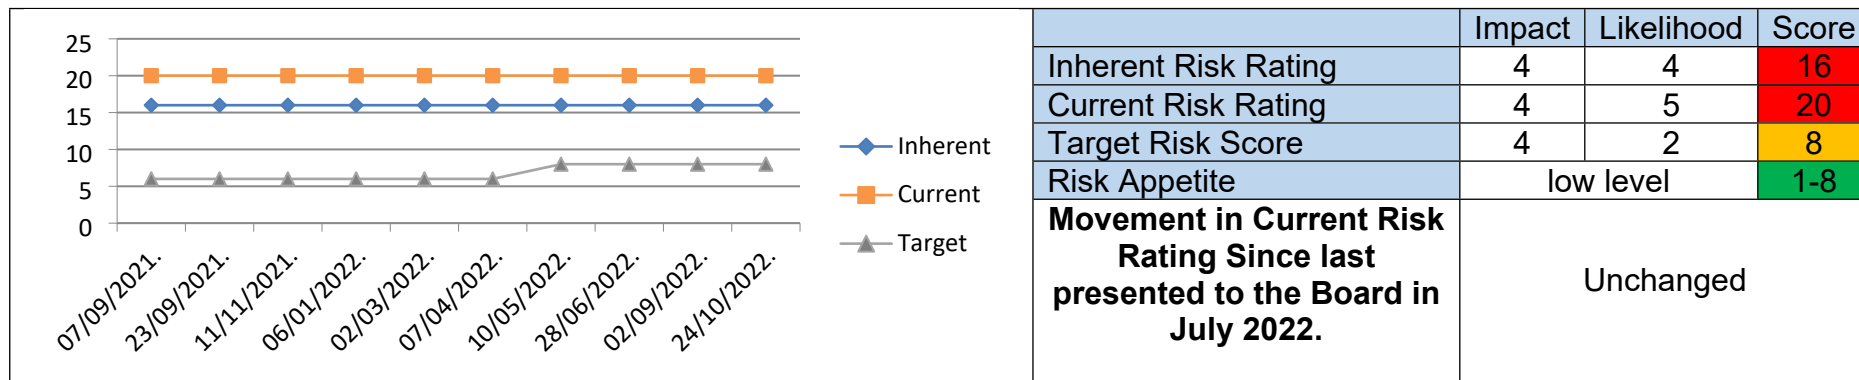 25
20
15
10
5
0
07/09/2021.
23/09/2021.
11/11/2021.
06/01/2022.
02/03/2022.
07/04/2022.
10/05/2022.
28/06/2022.
02/09/2022.
24/10/2022.
Inherent
Current
Target
Impact Likelihood Score
Inherent Risk Rating 4 4 16
Current Risk Rating 4 5 20
Target Risk Score 4 2 8
Risk Appetite low level 1-8
Movement in Current Risk
Rating Since last
presented to the Board in
July 2022.
Unchanged